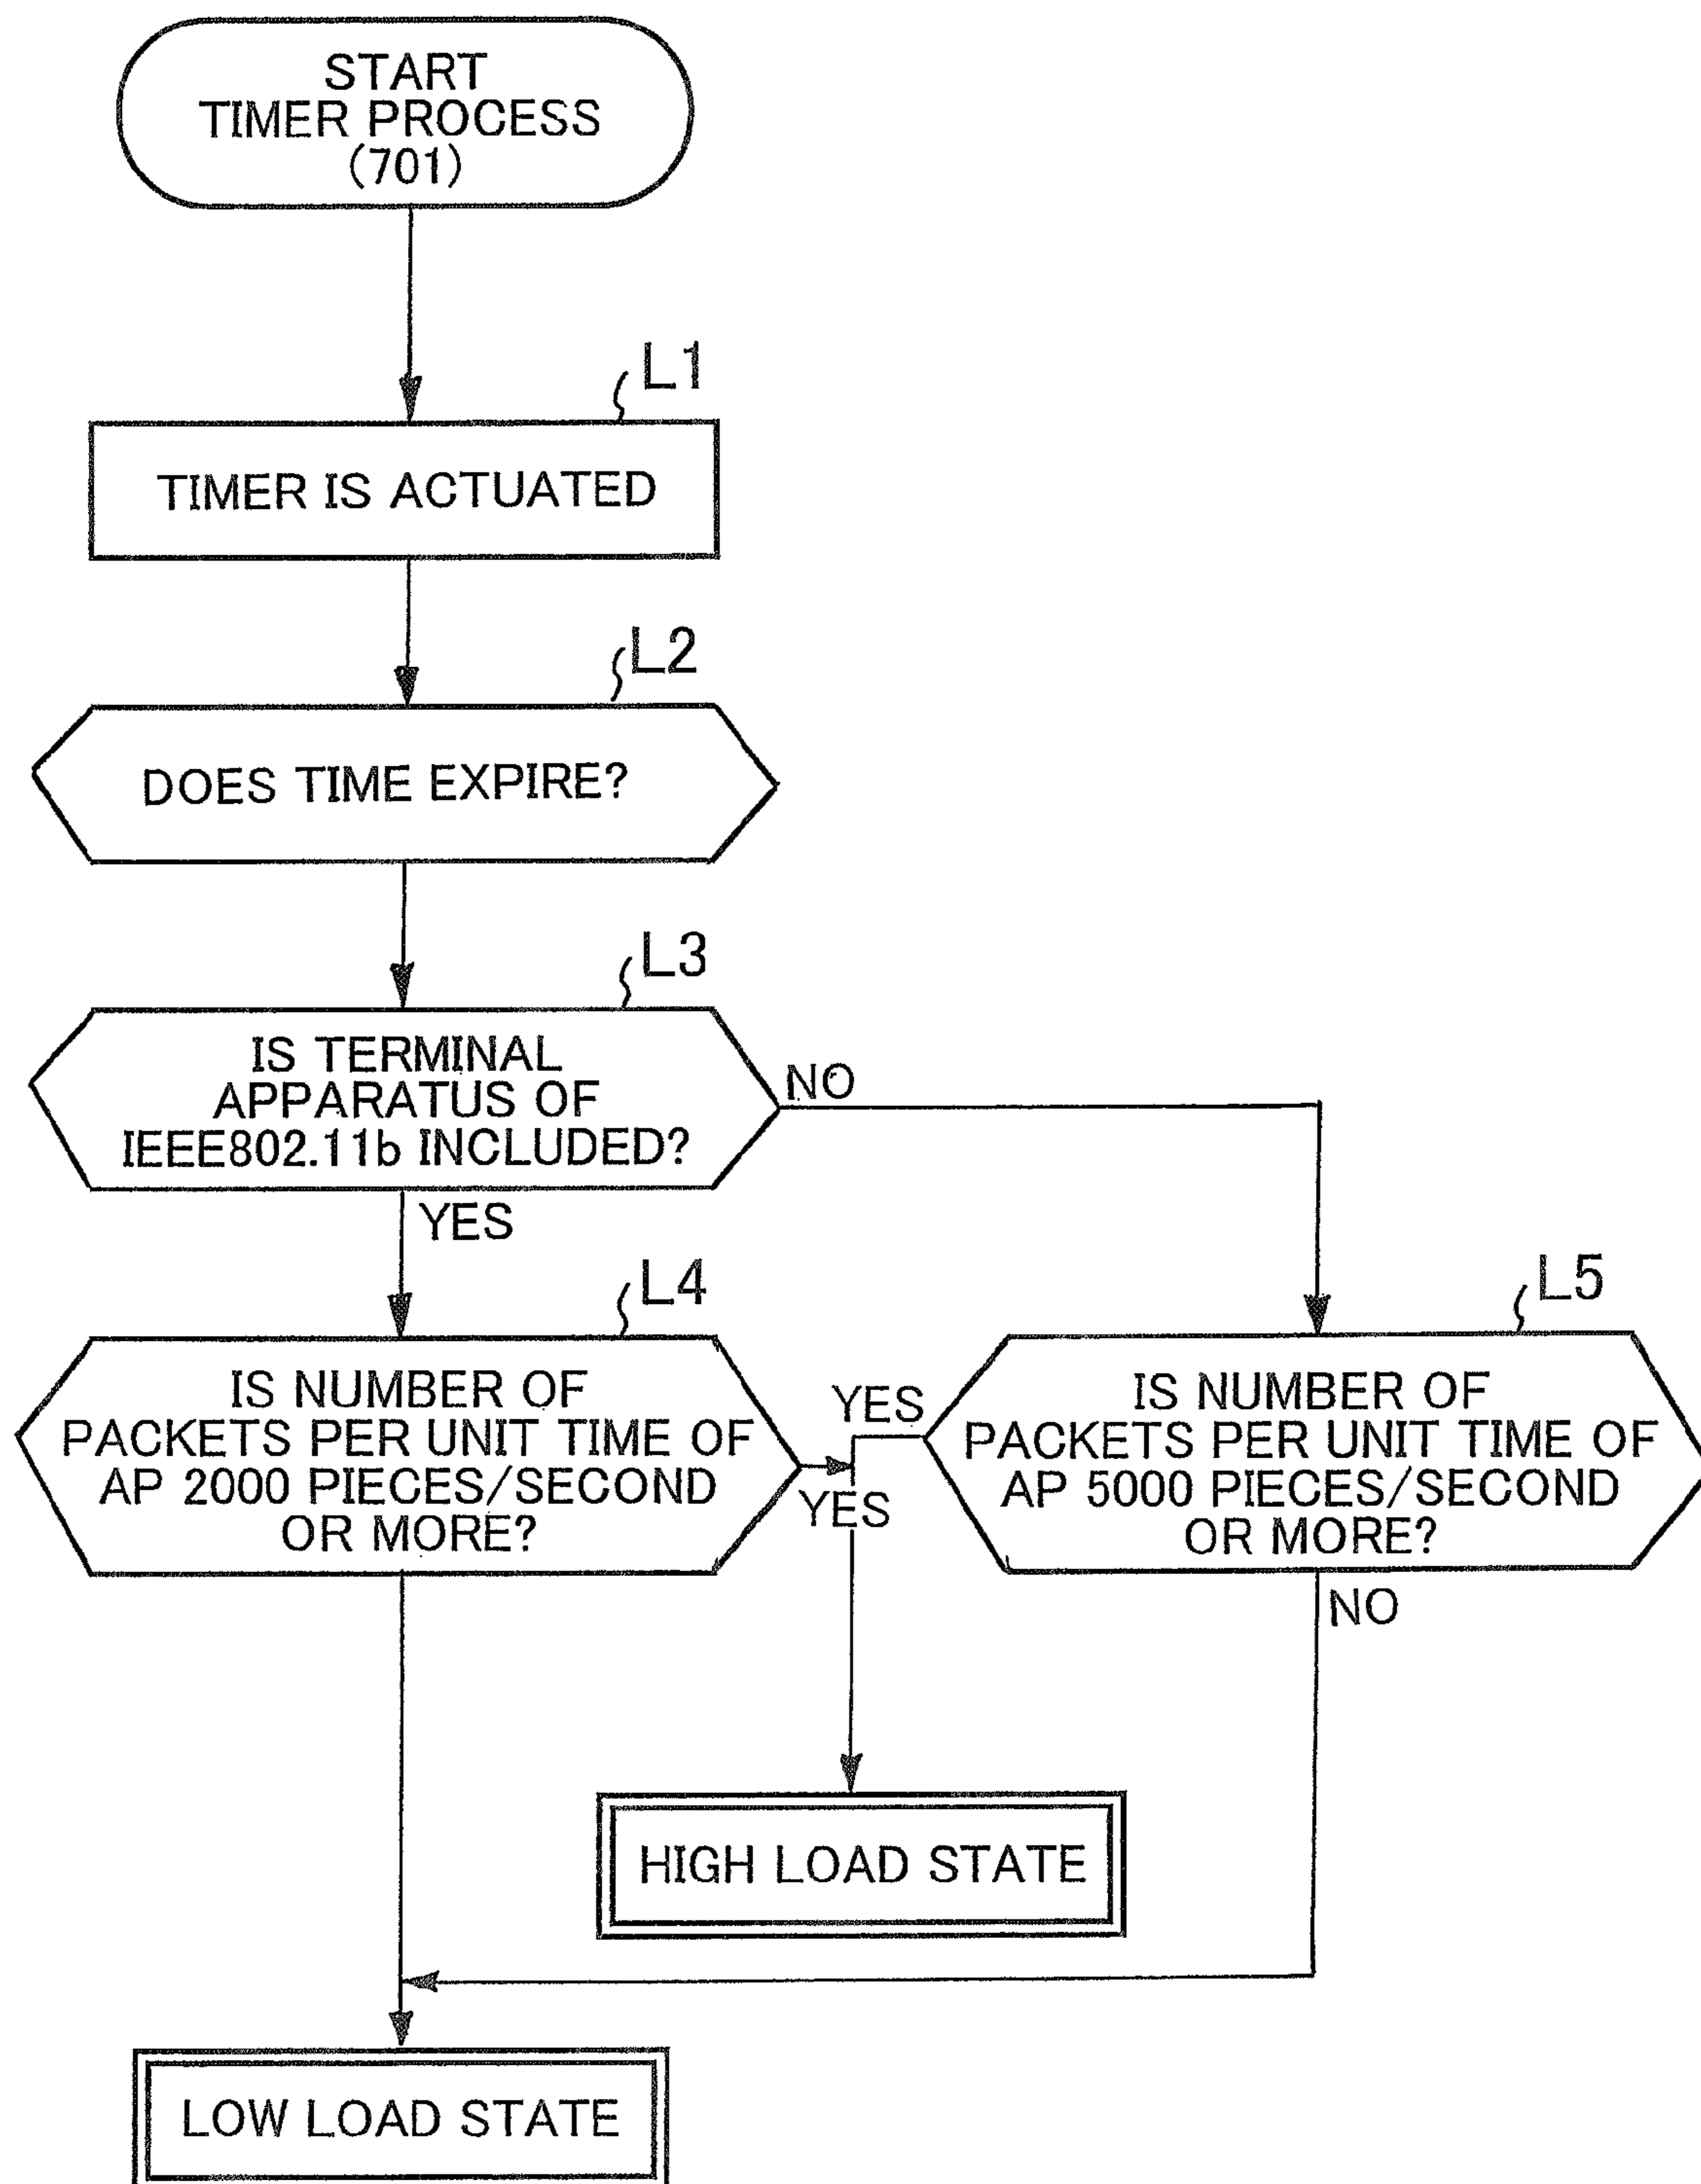 START
TIMER PROCESS
(701)
L1
TIMER IS ACTUATED
L2
DOES TIME EXPIRE?
L3
IS TERMINAL
APPARATUS OF
IEEE802.11b INCLUDED?
NO
YES
L4
IS NUMBER OF
PACKETS PER UNIT TIME OF
AP 2000 PIECES/SECOND
OR MORE?
YES
YES
L5
IS NUMBER OF
PACKETS PER UNIT TIME OF
AP 5000 PIECES/SECOND
OR MORE?
NO
HIGH LOAD STATE
LOW LOAD STATE